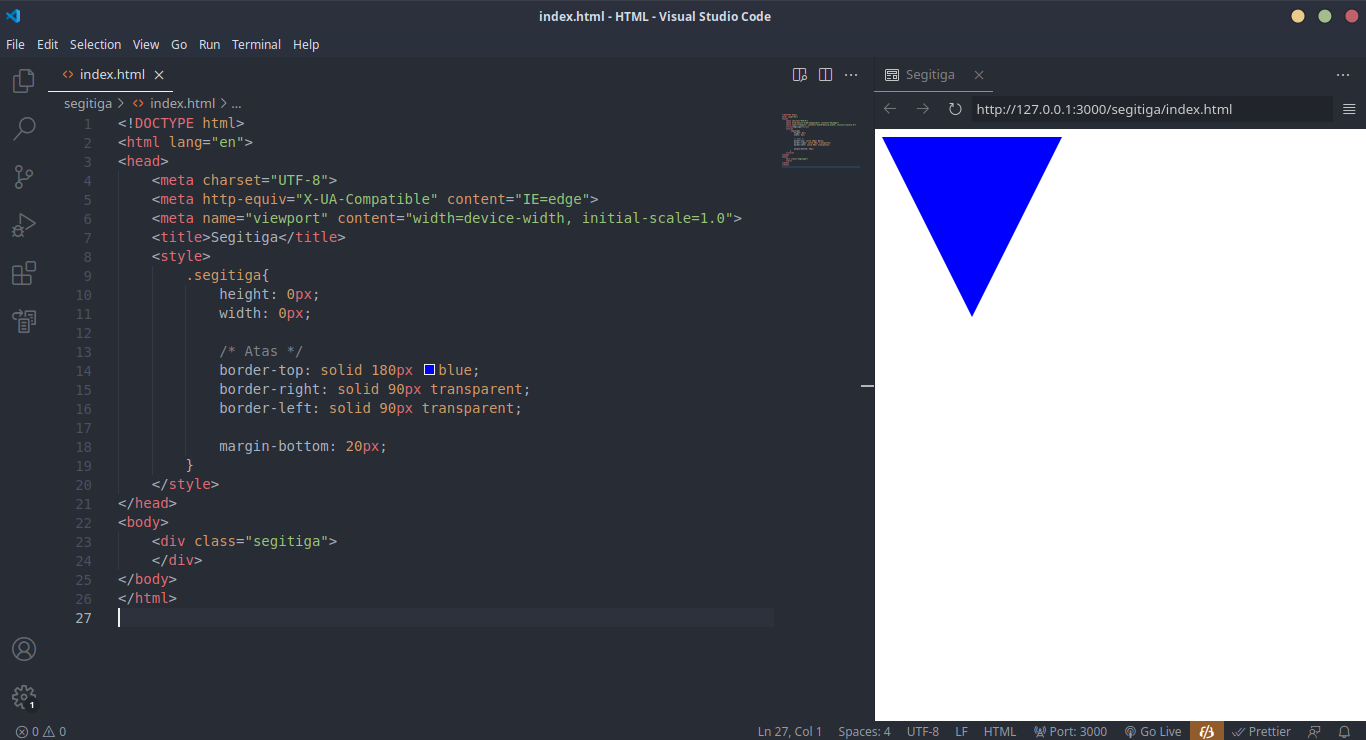 index.html - HTML - Visual Studio Code
File Edit Selection View Go Run Terminal Help
index.html
segitiga > index.html > ...
1 <!DOCTYPE html>
2 <html lang="en">
3 <head>
4 <meta charset="UTF-8">
5 <meta http-equiv="X-UA-Compatible" content="IE=edge">
6 <meta name="viewport" content="width=device-width, initial-scale=1.0">
7 <title>Segitiga</title>
8 <style>
9 .segitiga{
10 height: 0px;
11 width: 0px;
12
13 /* Atas */
14 border-top: solid 180px blue;
15 border-right: solid 90px transparent;
16 border-left: solid 90px transparent;
17
18 margin-bottom: 20px;
19 }
20 </style>
21 </head>
22 <body>
23 <div class="segitiga">
24 </div>
25 </body>
26 </html>
27
Segitiga
http://127.0.0.1:3000/segitiga/index.html
1
0 0
Ln 27, Col 1 Spaces: 4 UTF-8 LF HTML Port: 3000 Go Live Prettier